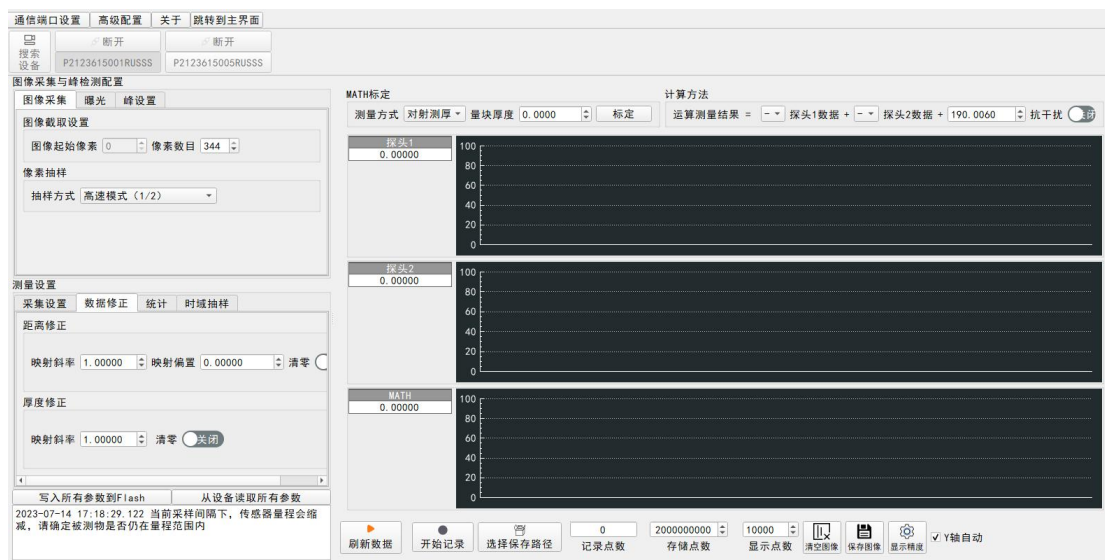 通信端口设置 高级配置 关于 跳转到主界面
搜索设备
断开 断开
P2123615001RUSSS P2123615005RUSSS
图像采集与峰检测配置
图像采集 曝光 峰设置
图像截取设置
图像起始像素 0 像素数目 344
像素抽样
抽样方式 高速模式（1/2）
测量设置
采集设置 数据修正 统计 时域抽样
距离修正
映射斜率 1.00000 映射偏置 0.00000 清零
厚度修正
映射斜率 1.00000 清零 关闭
写入所有参数到Flash 从设备读取所有参数
2023-07-14 17:18:29.122 当前采样间隔下，传感器量程会缩
减，请确定被测物是否仍在量程范围内
MATH标定
测量方式 对射测厚 量块厚度 0.0000 标定
计算方法
运算测量结果 = - 探头1数据 + - 探头2数据 + 190.0060 抗干扰 关闭
探头1
0.00000
100
80
60
40
20
0
探头2
0.00000
100
80
60
40
20
0
MATH
0.00000
100
80
60
40
20
0
刷新数据 开始记录 选择保存路径
0
记录点数
2000000000
存储点数
10000
显示点数
清空图像 保存图像 显示精度 Y轴自动